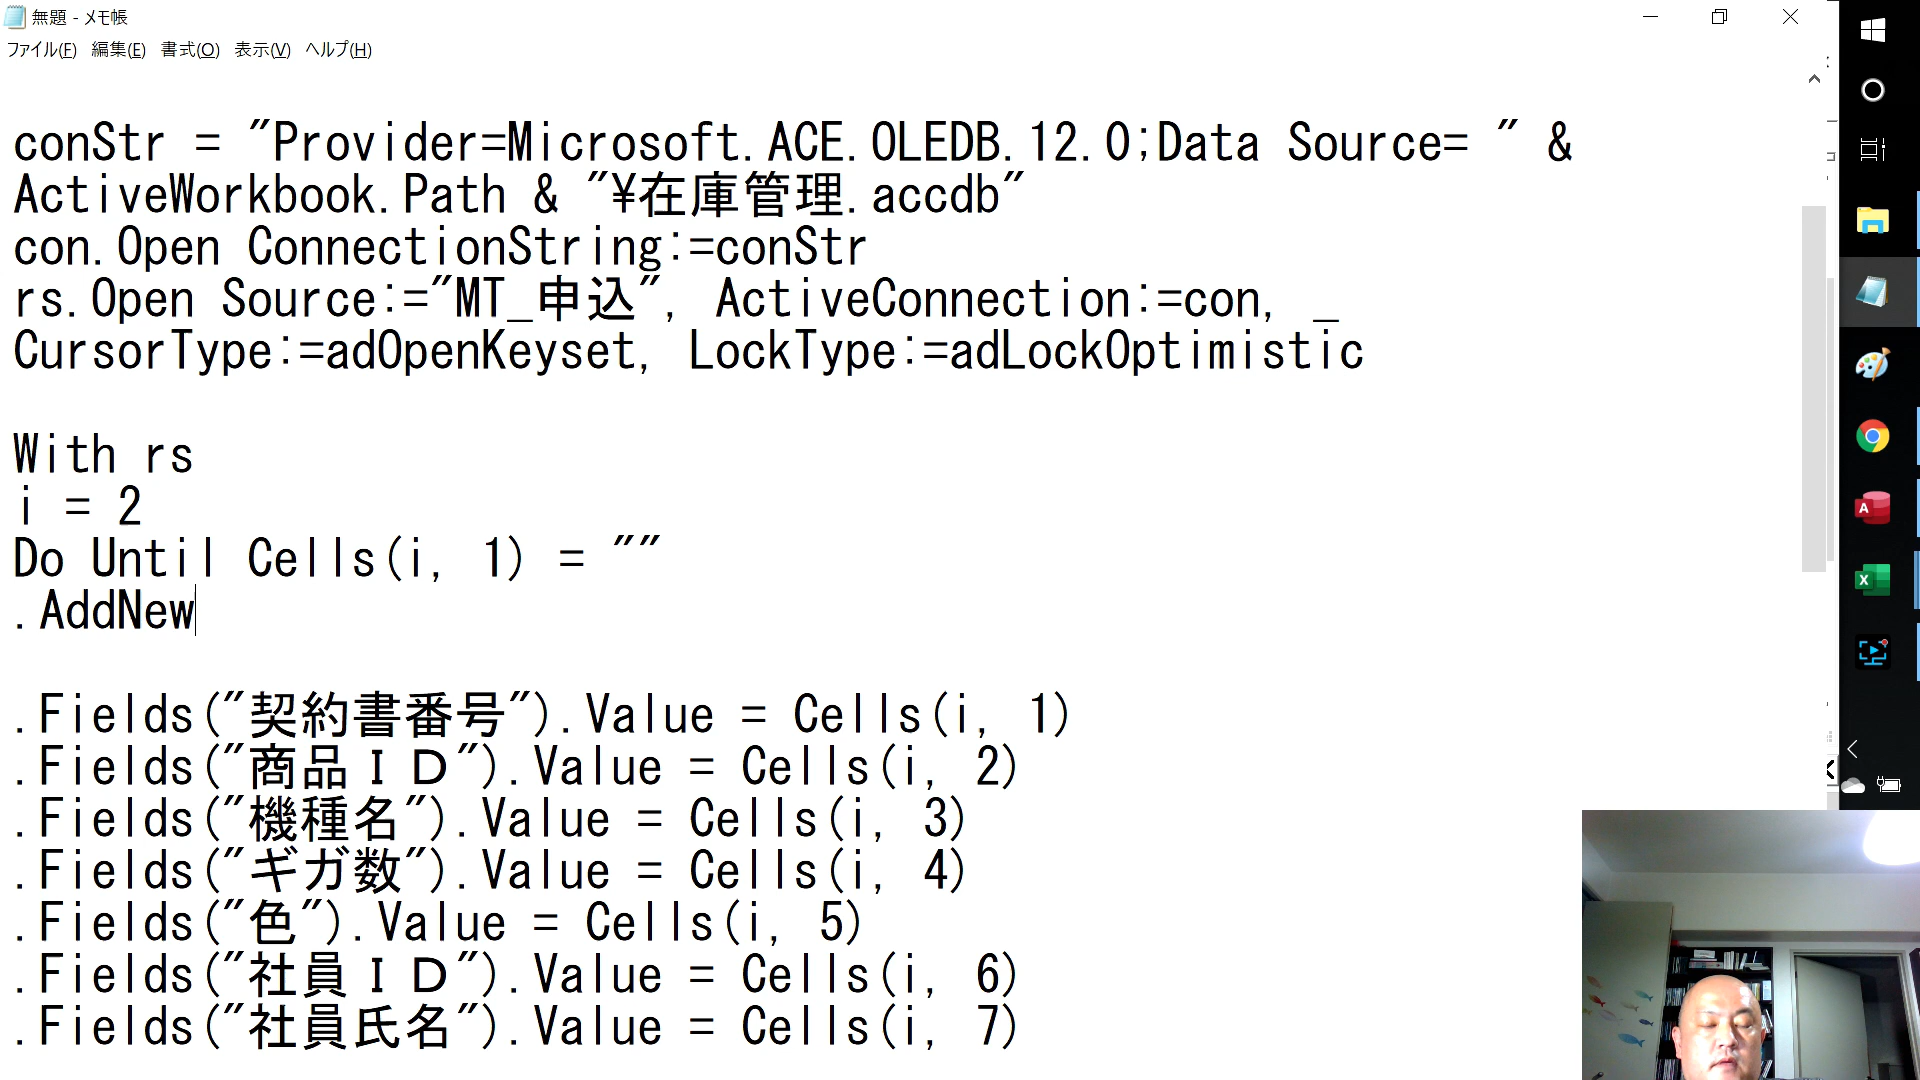 無題 - メモ帳
ファイル(F) 編集(E) 書式(O) 表示(V) ヘルプ(H)
conStr = "Provider=Microsoft.ACE.OLEDB.12.0;Data Source= " &
ActiveWorkbook.Path & "¥在庫管理.accdb"
con.Open ConnectionString:=conStr
rs.Open Source:="MT_申込", ActiveConnection:=con, _
CursorType:=adOpenKeyset, LockType:=adLockOptimistic
With rs
i = 2
Do Until Cells(i, 1) = ""
.AddNew
.Fields("契約書番号").Value = Cells(i, 1)
.Fields("商品ＩＤ").Value = Cells(i, 2)
.Fields("機種名").Value = Cells(i, 3)
.Fields("ギガ数").Value = Cells(i, 4)
.Fields("色").Value = Cells(i, 5)
.Fields("社員ＩＤ").Value = Cells(i, 6)
.Fields("社員氏名").Value = Cells(i, 7)